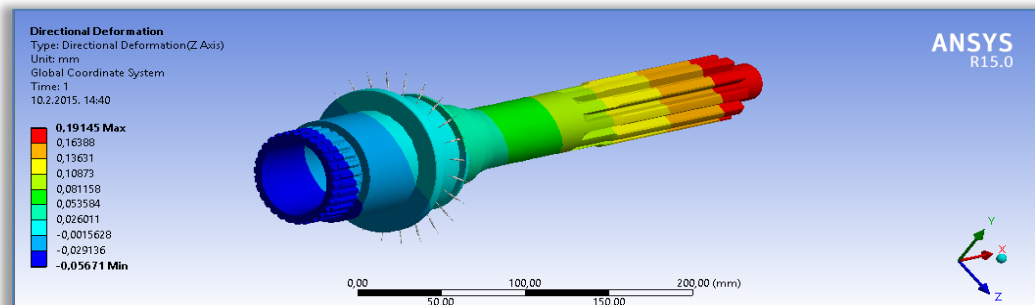 Directional Deformation
Type: Directional Deformation(Z Axis)
Unit: mm
Global Coordinate System
Time: 1
10.2.2015. 14:40
0,19145 Max
0,16388
0,13631
0,10873
0,081158
0,053584
0,026011
-0,0015628
-0,029136
-0,05671 Min
ANSYS
R15.0
Y
X
Z
0,00 100,00 200,00 (mm)
50,00 150,00